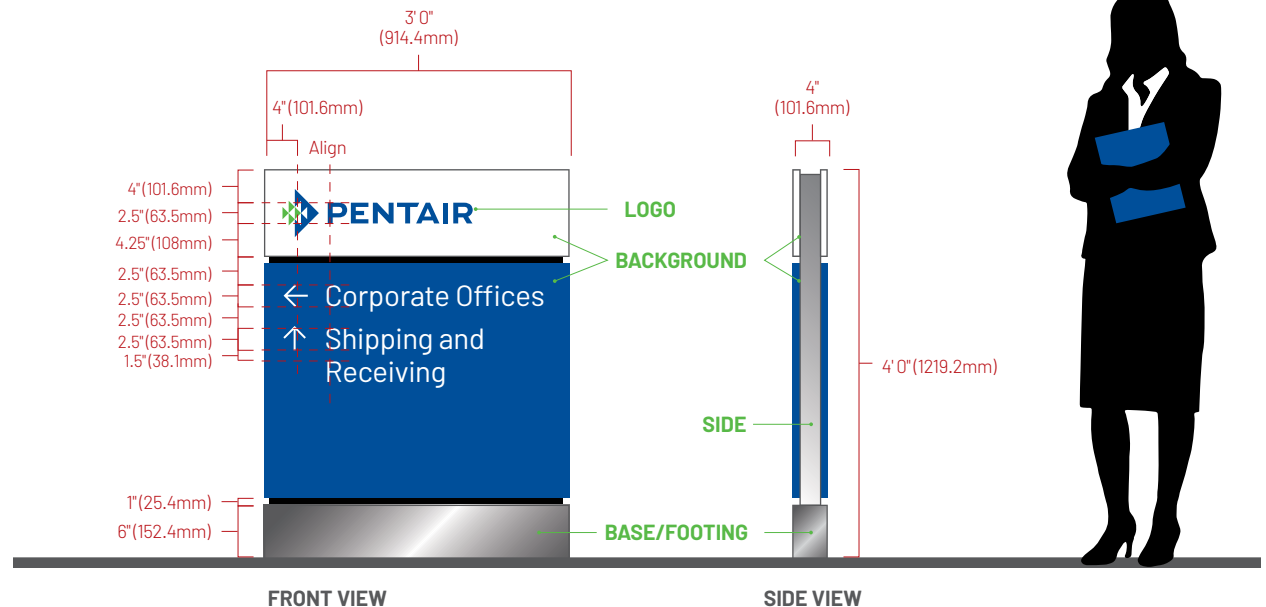 3' 0"
(914.4mm)
4"
(101.6mm)
4"(101.6mm)
Align
4"(101.6mm)
2.5"(63.5mm)
4.25"(108mm)
2.5"(63.5mm)
2.5"(63.5mm)
2.5"(63.5mm)
2.5"(63.5mm)
1.5"(38.1mm)
1"(25.4mm)
6"(152.4mm)
PENTAIR
Corporate Offices
Shipping and
Receiving
LOGO
BACKGROUND
SIDE
BASE/FOOTING
4' 0"(1219.2mm)
FRONT VIEW
SIDE VIEW